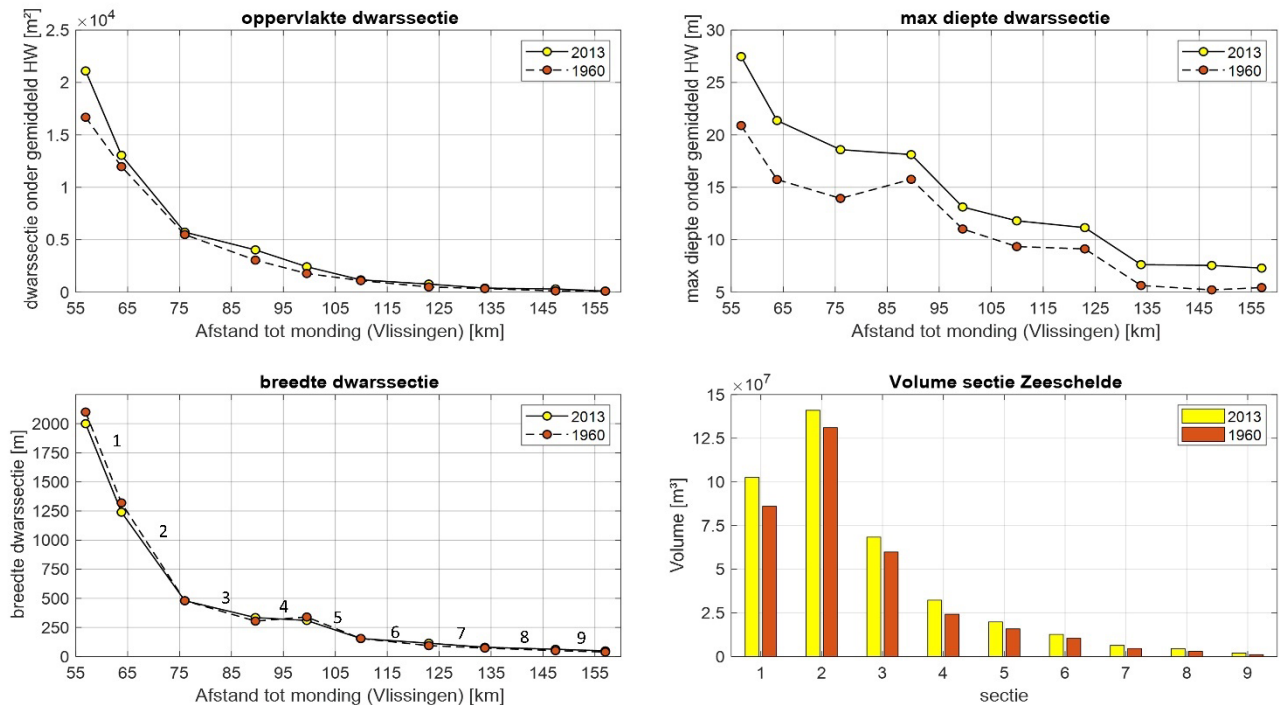 oppervlakte dwarssectie
×10⁴
dwarssectie onder gemiddeld HW [m²]
2.5
2
1.5
1
0.5
0
2013
1960
55 65 75 85 95 105 115 125 135 145 155
Afstand tot monding (Vlissingen) [km]
max diepte dwarssectie
max diepte onder gemiddeld HW [m]
30
25
20
15
10
5
2013
1960
55 65 75 85 95 105 115 125 135 145 155
Afstand tot monding (Vlissingen) [km]
breedte dwarssectie
breedte dwarssectie [m]
2000
1750
1500
1250
1000
750
500
250
0
2013
1960
1
2
3 4 5 6 7 8 9
55 65 75 85 95 105 115 125 135 145 155
Afstand tot monding (Vlissingen) [km]
Volume sectie Zeeschelde
×10⁷
Volume [m³]
15
12.5
10
7.5
5
2.5
0
2013
1960
1 2 3 4 5 6 7 8 9
sectie